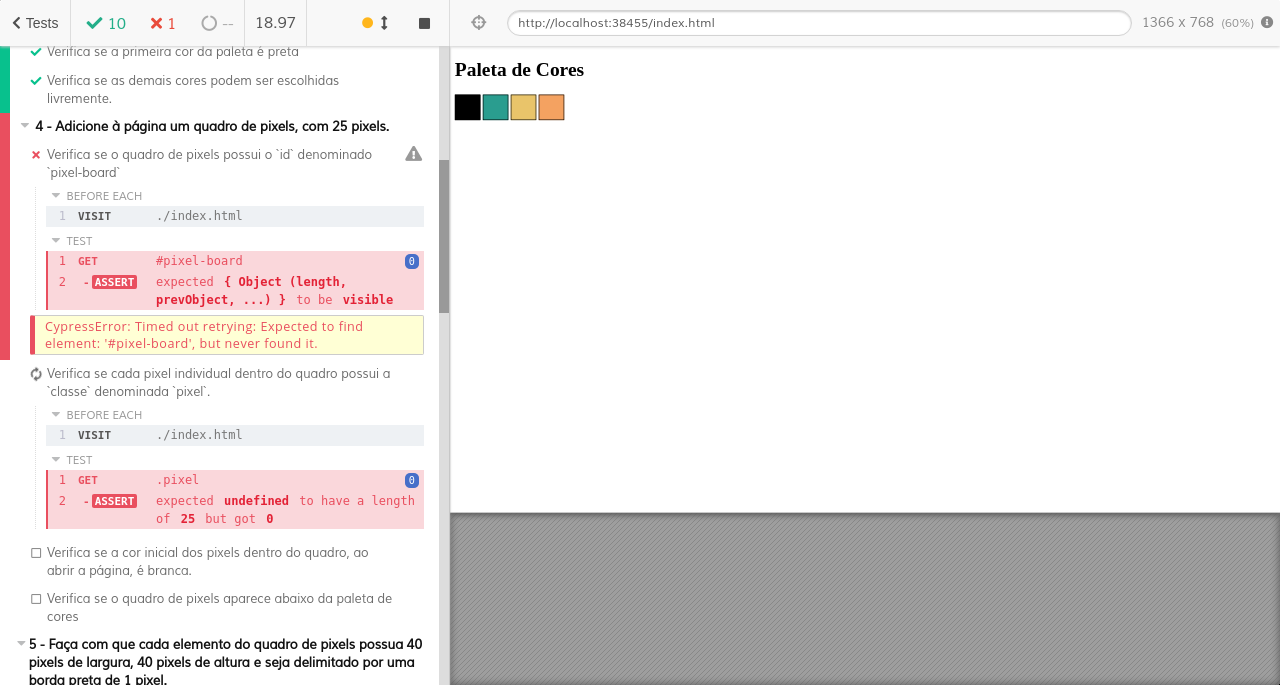 Tests 10 1 -- 18.97 http://localhost:38455/index.html 1366 x 768 (60%)
Verifica se a primeira cor da paleta é preta
Verifica se as demais cores podem ser escolhidas
livremente.
4 - Adicione à página um quadro de pixels, com 25 pixels.
Verifica se o quadro de pixels possui o `id` denominado
`pixel-board`
BEFORE EACH
1 VISIT ./index.html
TEST
1 GET #pixel-board 0
2 -ASSERT expected { Object (length,
prevObject, ...) } to be visible
CypressError: Timed out retrying: Expected to find
element: '#pixel-board', but never found it.
Verifica se cada pixel individual dentro do quadro possui a
`classe` denominada `pixel`.
BEFORE EACH
1 VISIT ./index.html
TEST
1 GET .pixel 0
2 -ASSERT expected undefined to have a length
of 25 but got 0
Verifica se a cor inicial dos pixels dentro do quadro, ao
abrir a página, é branca.
Verifica se o quadro de pixels aparece abaixo da paleta de
cores
5 - Faça com que cada elemento do quadro de pixels possua 40
pixels de largura, 40 pixels de altura e seja delimitado por uma
borda preta de 1 pixel.
Paleta de Cores